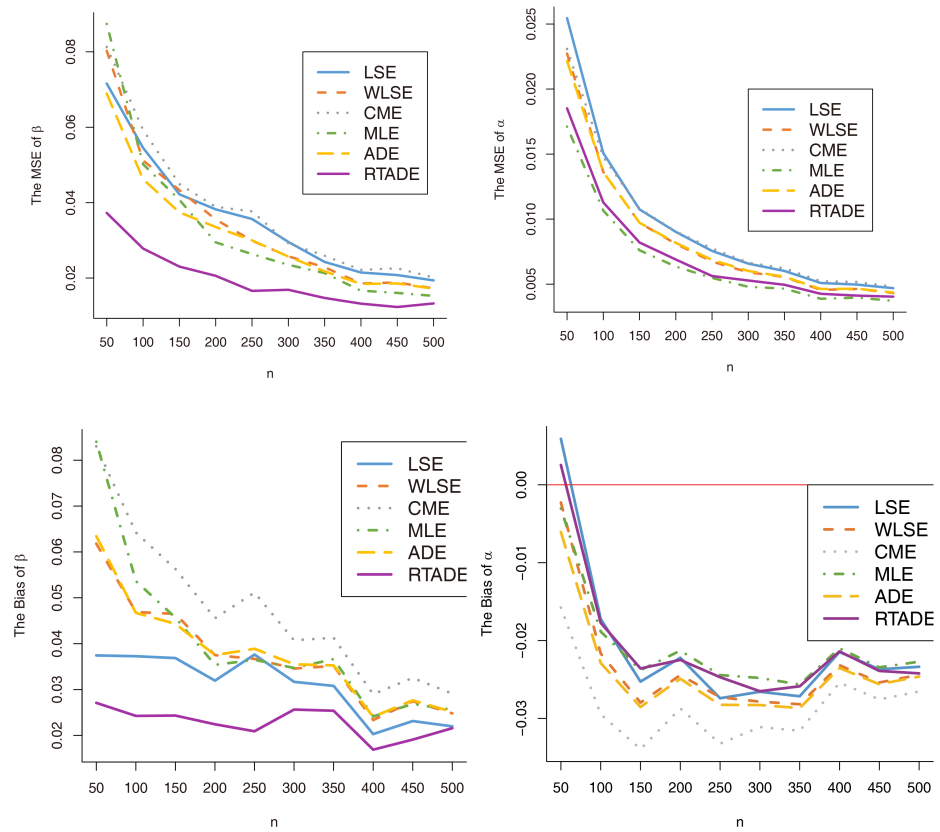 The MSE of β
0.08
0.06
0.04
0.02
LSE
WLSE
CME
MLE
ADE
RTADE
50 100 150 200 250 300 350 400 450 500
n
The MSE of α
0.025
0.020
0.015
0.010
0.005
LSE
WLSE
CME
MLE
ADE
RTADE
50 100 150 200 250 300 350 400 450 500
n
The Bias of β
0.08
0.07
0.06
0.05
0.04
0.03
0.02
LSE
WLSE
CME
MLE
ADE
RTADE
50 100 150 200 250 300 350 400 450 500
n
The Bias of α
0.00
−0.01
−0.02
−0.03
LSE
WLSE
CME
MLE
ADE
RTADE
50 100 150 200 250 300 350 400 450 500
n